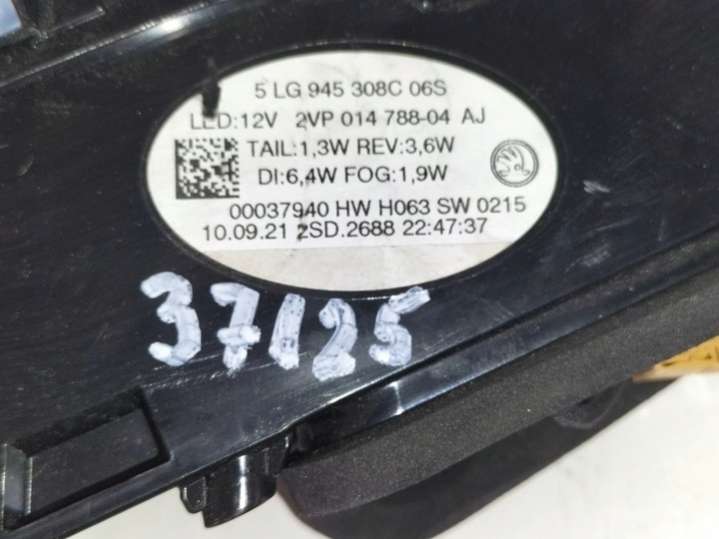 5 LG 945 308C 06S
LED:12V 2VP 014 788-04 AJ
TAIL:1,3W REV:3,6W
DI:6,4W FOG:1,9W
00037940 HW H063 SW 0215
10.09.21 2SD.2688 22:47:37
37125